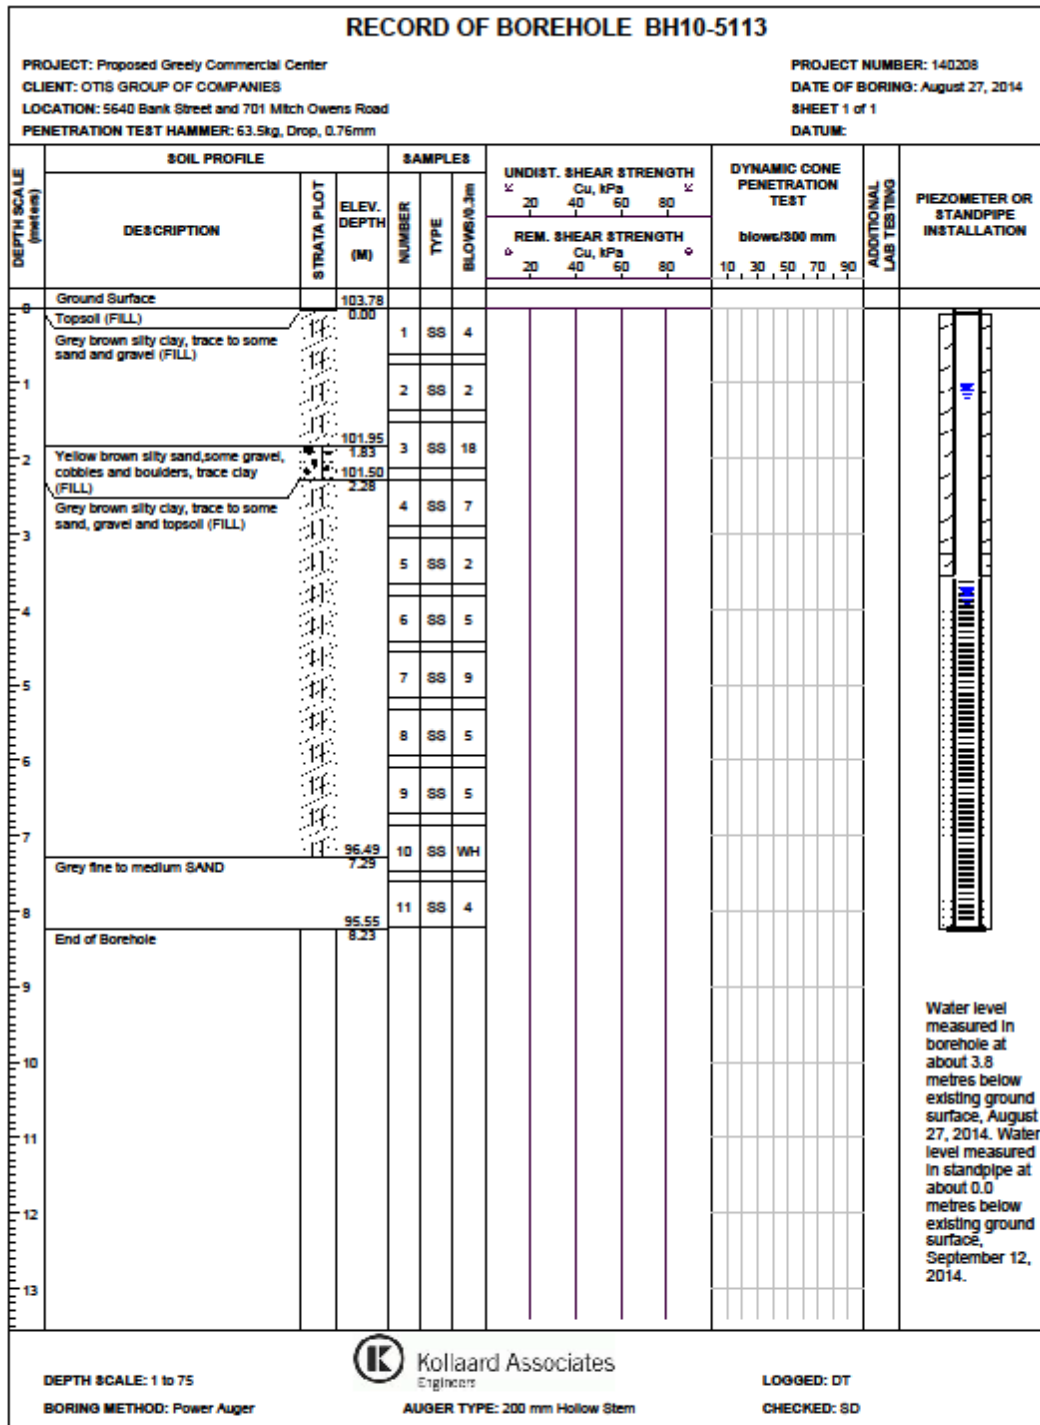 RECORD OF BOREHOLE BH10-5113
PROJECT: Proposed Greely Commercial Center
PROJECT NUMBER: 140208
CLIENT: OTIS GROUP OF COMPANIES
DATE OF BORING: August 27, 2014
LOCATION: 5640 Bank Street and 701 Mitch Owens Road
SHEET 1 of 1
PENETRATION TEST HAMMER: 63.5kg, Drop, 0.76mm
DATUM:
DEPTH SCALE
(meters)
SOIL PROFILE
DESCRIPTION
STRATA PLOT
ELEV.
DEPTH
(M)
SAMPLES
NUMBER
TYPE
BLOWS/0.3m
UNDIST. SHEAR STRENGTH
Cu, kPa
20 40 60 80
REM. SHEAR STRENGTH
Cu, kPa
20 40 60 80
DYNAMIC CONE
PENETRATION
TEST
blows/300 mm
10 30 50 70 90
ADDITIONAL
LAB TESTING
PIEZOMETER OR
STANDPIPE
INSTALLATION
0
Ground Surface
103.78
0.00
Topsoil (FILL)
Grey brown silty clay, trace to some
sand and gravel (FILL)
1 SS 4
1
2 SS 2
101.95
1.83
2
Yellow brown silty sand,some gravel,
cobbles and boulders, trace clay
(FILL)
3 SS 18
101.50
2.28
Grey brown silty clay, trace to some
sand, gravel and topsoil (FILL)
4 SS 7
3
5 SS 2
4
6 SS 5
5
7 SS 9
8 SS 5
6
9 SS 5
7
10 SS WH
96.49
7.29
Grey fine to medium SAND
8
11 SS 4
95.55
8.23
End of Borehole
9
10
11
12
13
Water level
measured in
borehole at
about 3.8
metres below
existing ground
surface, August
27, 2014. Water
level measured
in standpipe at
about 0.0
metres below
existing ground
surface,
September 12,
2014.
K
Kollaard Associates
Engineers
DEPTH SCALE: 1 to 75
LOGGED: DT
BORING METHOD: Power Auger
AUGER TYPE: 200 mm Hollow Stem
CHECKED: SD